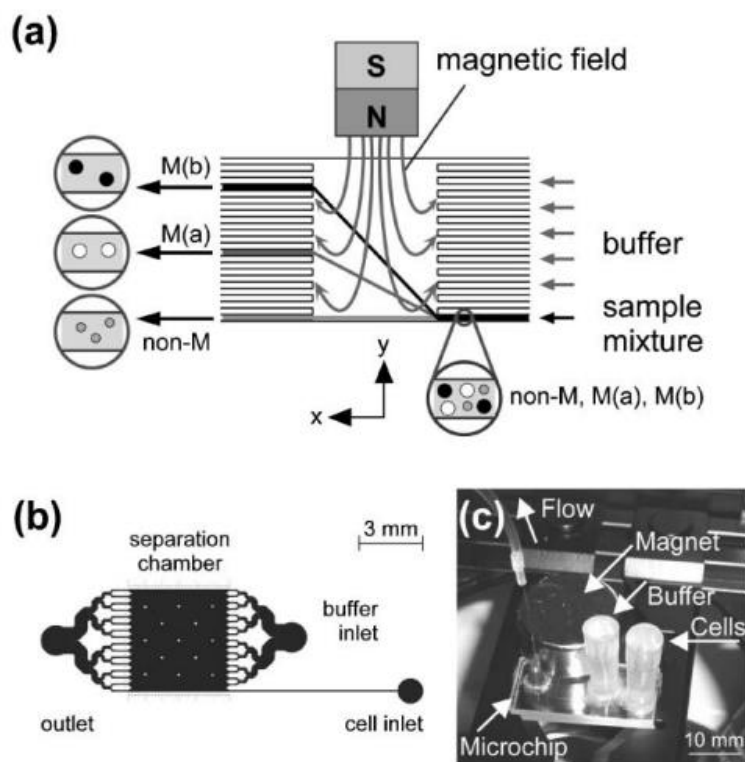 (a)
S
N
magnetic field
M(b)
M(a)
non-M
buffer
sample
mixture
y
x
non-M, M(a), M(b)
(b)
separation
chamber
3 mm
buffer
inlet
outlet
cell inlet
(c)
Flow
Magnet
Buffer
Cells
Microchip
10 mm